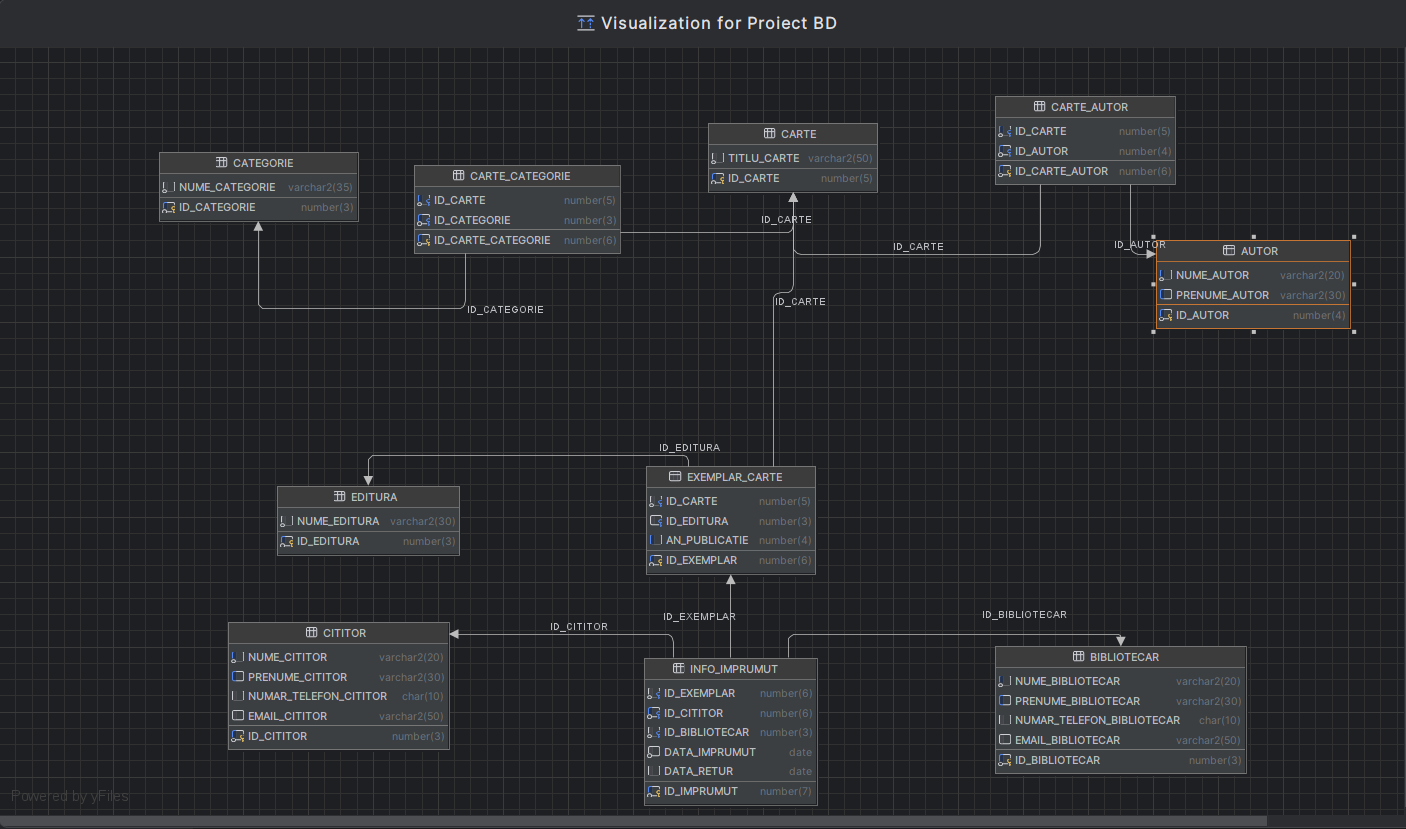 Visualization for Proiect BD
CARTE_AUTOR
ID_CARTE number(5)
ID_AUTOR number(4)
ID_CARTE_AUTOR number(6)
CARTE
TITLU_CARTE varchar2(50)
ID_CARTE number(5)
CATEGORIE
NUME_CATEGORIE varchar2(35)
ID_CATEGORIE number(3)
CARTE_CATEGORIE
ID_CARTE number(5)
ID_CATEGORIE number(3)
ID_CARTE_CATEGORIE number(6)
ID_CARTE
ID_CARTE
ID_AUTOR
AUTOR
NUME_AUTOR varchar2(20)
PRENUME_AUTOR varchar2(30)
ID_AUTOR number(4)
ID_CARTE
ID_CATEGORIE
ID_EDITURA
EXEMPLAR_CARTE
ID_CARTE number(5)
ID_EDITURA number(3)
AN_PUBLICATIE number(4)
ID_EXEMPLAR number(6)
EDITURA
NUME_EDITURA varchar2(30)
ID_EDITURA number(3)
ID_EXEMPLAR
ID_BIBLIOTECAR
ID_CITITOR
CITITOR
NUME_CITITOR varchar2(20)
PRENUME_CITITOR varchar2(30)
NUMAR_TELEFON_CITITOR char(10)
EMAIL_CITITOR varchar2(50)
ID_CITITOR number(3)
INFO_IMPRUMUT
ID_EXEMPLAR number(6)
ID_CITITOR number(6)
ID_BIBLIOTECAR number(3)
DATA_IMPRUMUT date
DATA_RETUR date
ID_IMPRUMUT number(7)
BIBLIOTECAR
NUME_BIBLIOTECAR varchar2(20)
PRENUME_BIBLIOTECAR varchar2(30)
NUMAR_TELEFON_BIBLIOTECAR char(10)
EMAIL_BIBLIOTECAR varchar2(50)
ID_BIBLIOTECAR number(3)
Powered by yFiles